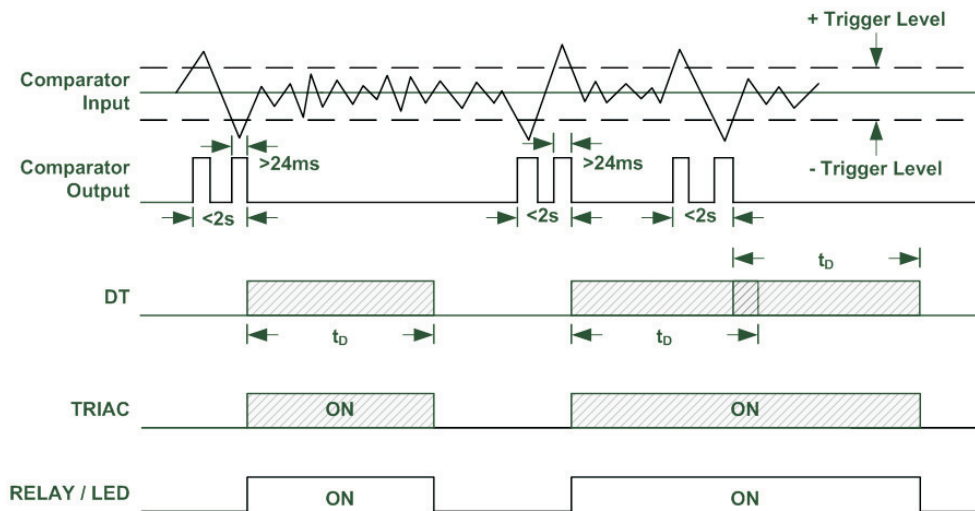 + Trigger Level
Comparator
Input
>24ms
>24ms
Comparator
Output
- Trigger Level
<2s
<2s
<2s
tD
DT
tD
tD
TRIAC
ON
ON
RELAY / LED
ON
ON